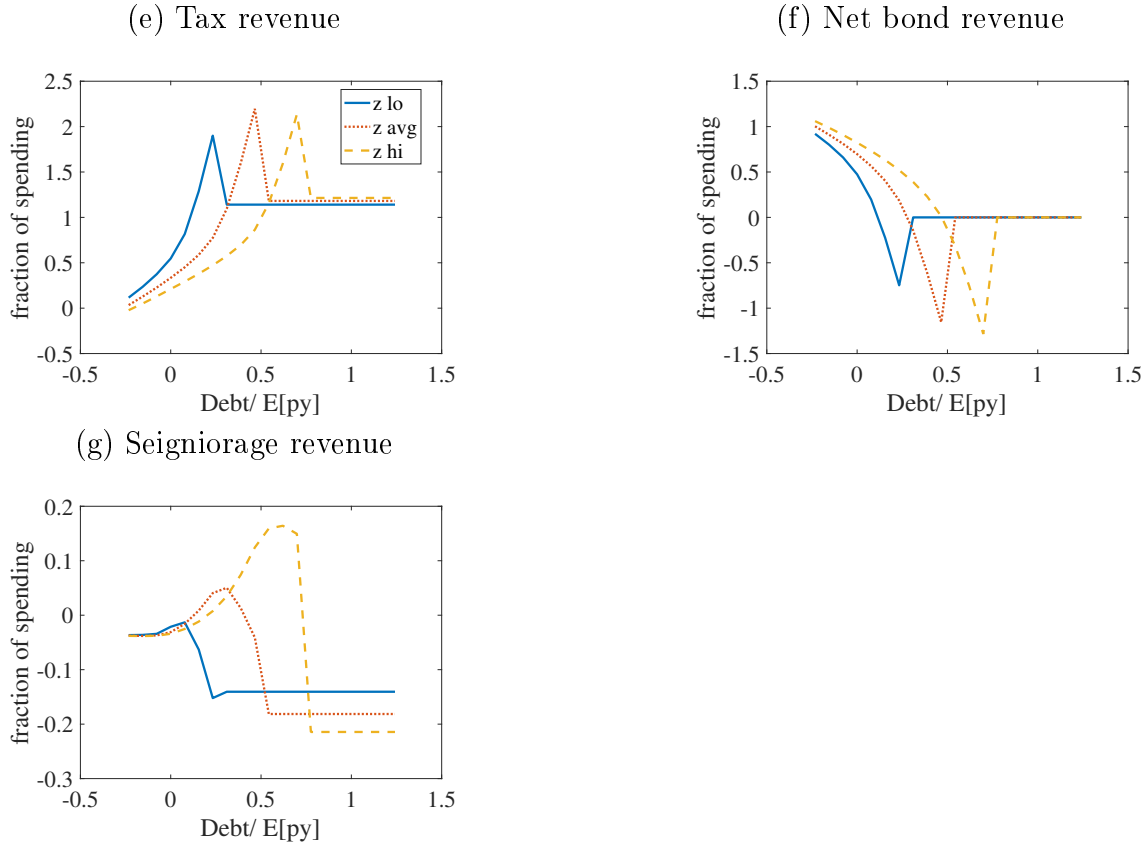 (e) Tax revenue
2.5
2
1.5
1
0.5
0
-0.5
-0.5 0 0.5 1 1.5
fraction of spending
Debt/ E[py]
z lo
z avg
z hi
(f) Net bond revenue
1.5
1
0.5
0
-0.5
-1
-1.5
-0.5 0 0.5 1 1.5
fraction of spending
Debt/ E[py]
(g) Seigniorage revenue
0.2
0.1
0
-0.1
-0.2
-0.3
-0.5 0 0.5 1 1.5
fraction of spending
Debt/ E[py]